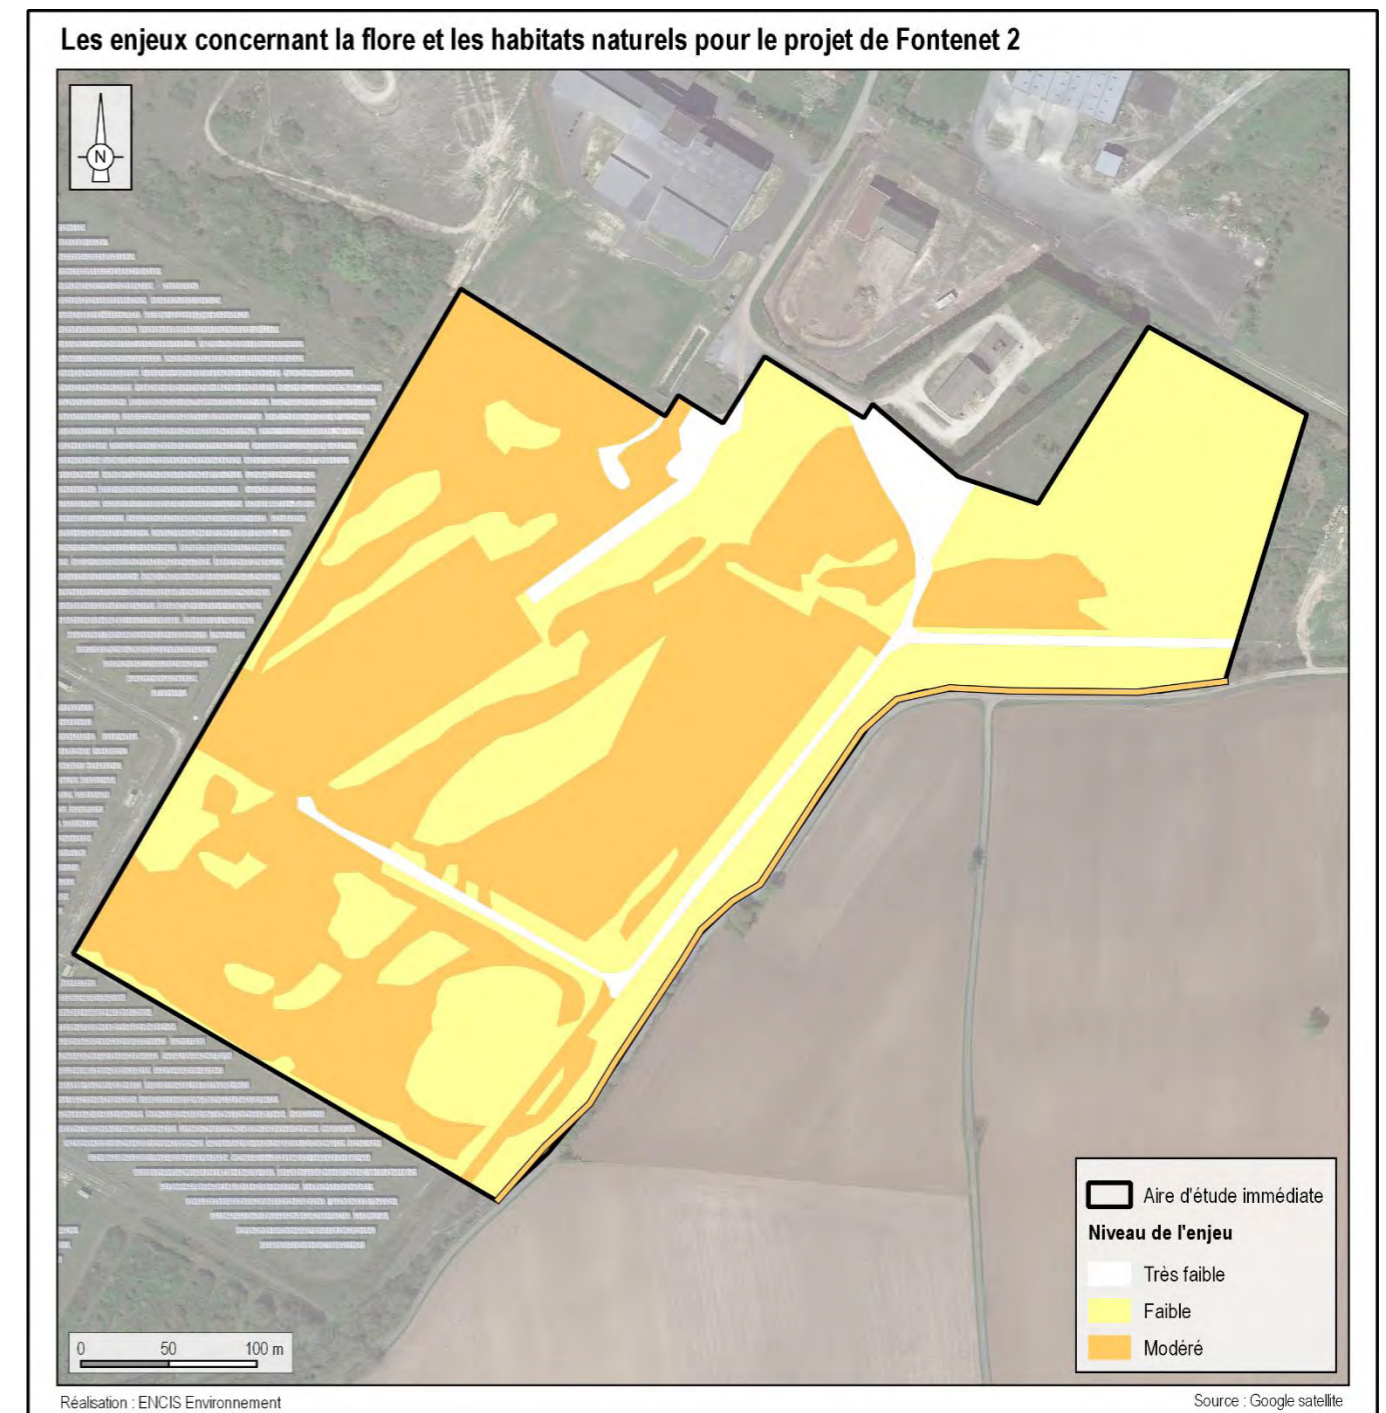 Les enjeux concernant la flore et les habitats naturels pour le projet de Fontenet 2
N
Aire d'étude immédiate
Niveau de l'enjeu
Très faible
Faible
Modéré
0 50 100 m
Réalisation : ENCIS Environnement
Source : Google satellite